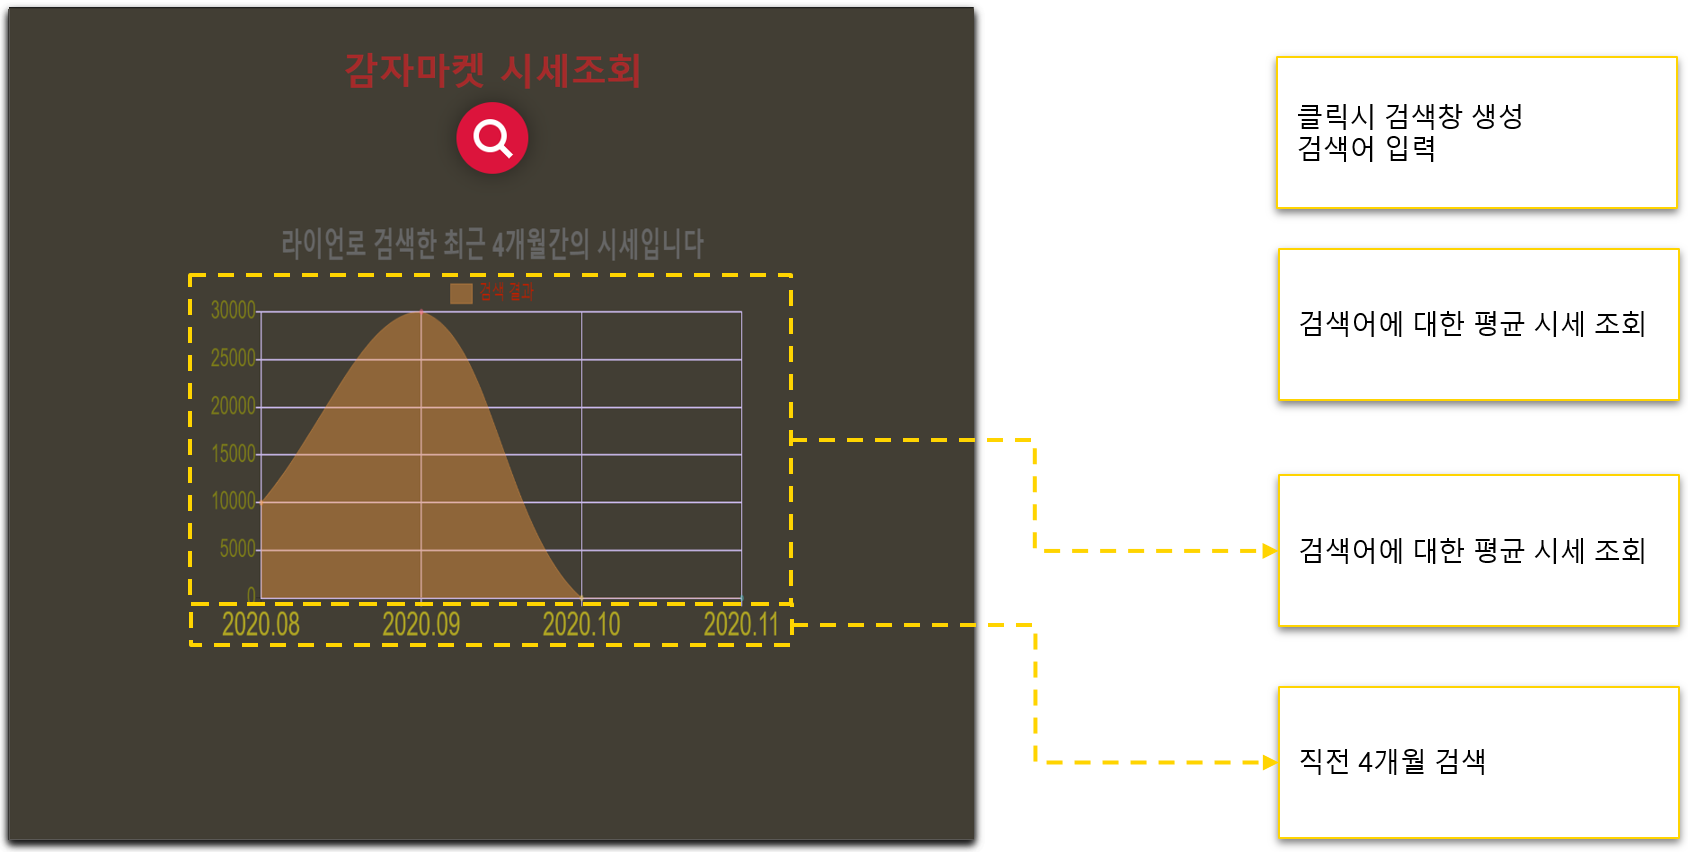 감자마켓 시세조회
라이언로 검색한 최근 4개월간의 시세입니다
검색 결과
30000
25000
20000
15000
10000
5000
0
2020.08 2020.09 2020.10 2020.11
클릭시 검색창 생성
검색어 입력
검색어에 대한 평균 시세 조회
검색어에 대한 평균 시세 조회
직전 4개월 검색